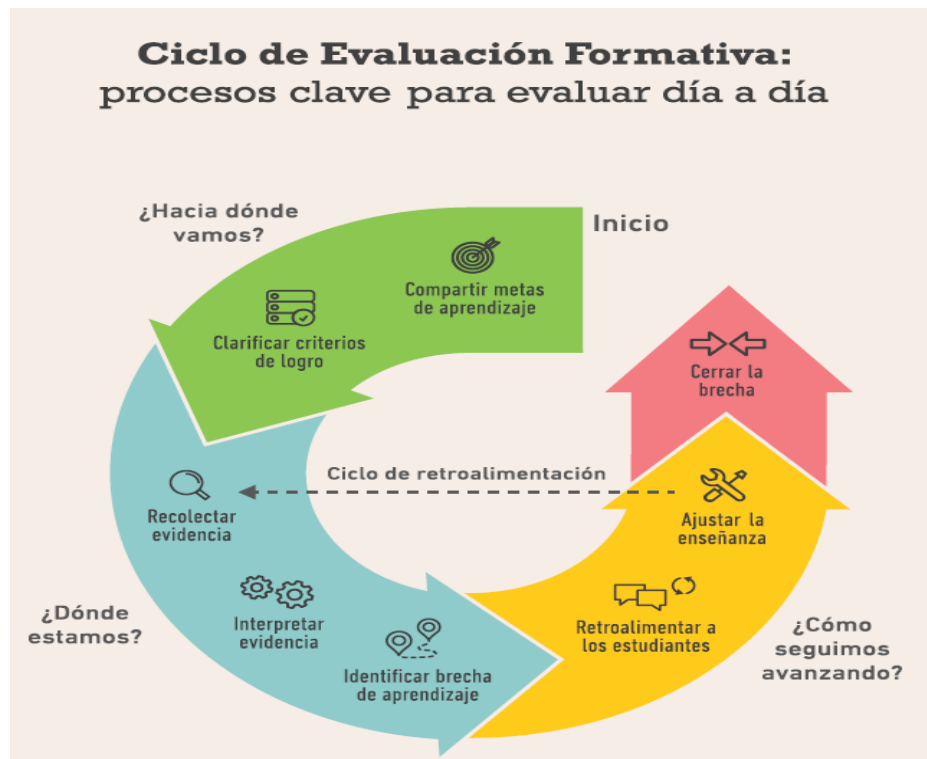 Ciclo de Evaluación Formativa:
procesos clave para evaluar día a día
¿Hacia dónde
vamos?
Inicio
Compartir metas
de aprendizaje
Clarificar criterios
de logro
Cerrar la
brecha
Ciclo de retroalimentación
Recolectar
evidencia
Ajustar la
enseñanza
¿Dónde
estamos?
Interpretar
evidencia
Identificar brecha
de aprendizaje
Retroalimentar a
los estudiantes
¿Cómo
seguimos
avanzando?